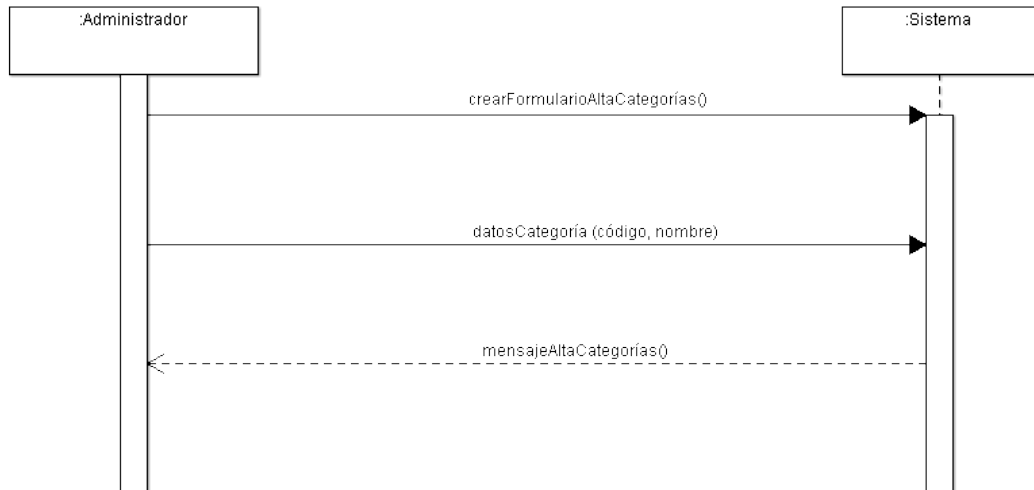 :Administrador
:Sistema
crearFormularioAltaCategorías()
datosCategoría (código, nombre)
mensajeAltaCategorías()